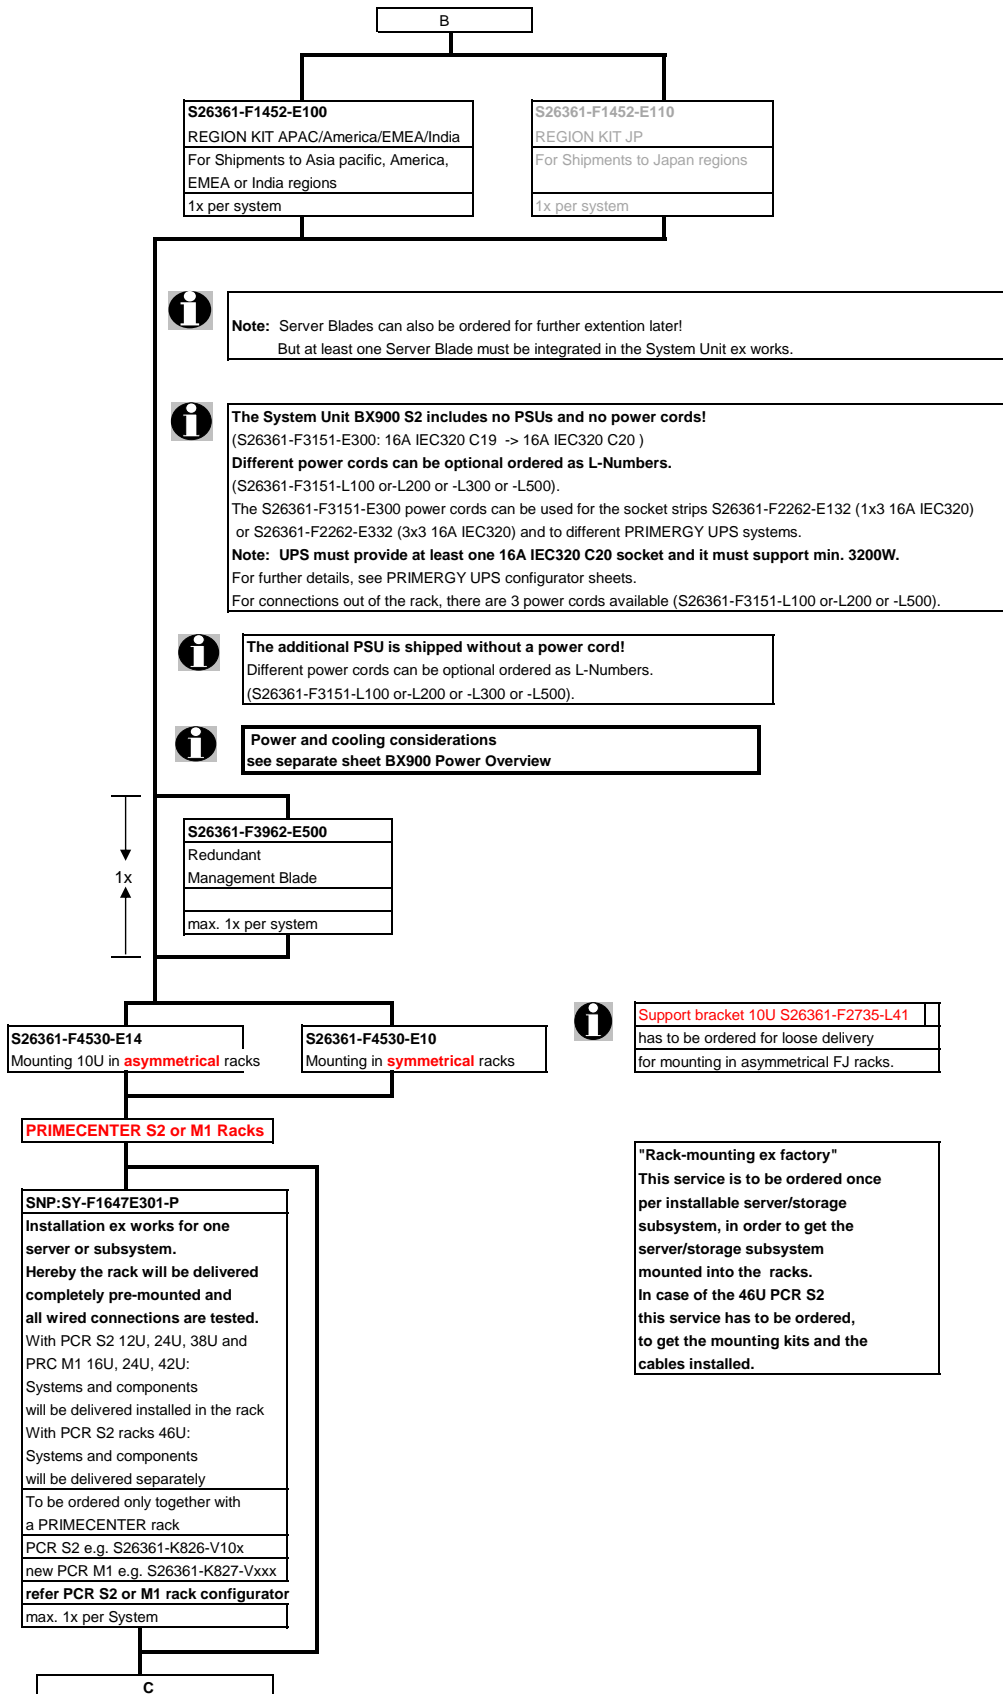 B
S26361-F1452-E100
REGION KIT APAC/America/EMEA/India
For Shipments to Asia pacific, America,
EMEA or India regions
1x per system
S26361-F1452-E110
REGION KIT JP
For Shipments to Japan regions
1x per system
Note: Server Blades can also be ordered for further extention later!
But at least one Server Blade must be integrated in the System Unit ex works.
The System Unit BX900 S2 includes no PSUs and no power cords!
(S26361-F3151-E300: 16A IEC320 C19 -> 16A IEC320 C20 )
Different power cords can be optional ordered as L-Numbers.
(S26361-F3151-L100 or-L200 or -L300 or -L500).
The S26361-F3151-E300 power cords can be used for the socket strips S26361-F2262-E132 (1x3 16A IEC320)
or S26361-F2262-E332 (3x3 16A IEC320) and to different PRIMERGY UPS systems.
Note: UPS must provide at least one 16A IEC320 C20 socket and it must support min. 3200W.
For further details, see PRIMERGY UPS configurator sheets.
For connections out of the rack, there are 3 power cords available (S26361-F3151-L100 or-L200 or -L500).
The additional PSU is shipped without a power cord!
Different power cords can be optional ordered as L-Numbers.
(S26361-F3151-L100 or-L200 or -L300 or -L500).
Power and cooling considerations
see separate sheet BX900 Power Overview
1x
S26361-F3962-E500
Redundant
Management Blade
max. 1x per system
S26361-F4530-E14
Mounting 10U in asymmetrical racks
S26361-F4530-E10
Mounting in symmetrical racks
Support bracket 10U S26361-F2735-L41
has to be ordered for loose delivery
for mounting in asymmetrical FJ racks.
PRIMECENTER S2 or M1 Racks
SNP:SY-F1647E301-P
Installation ex works for one
server or subsystem.
Hereby the rack will be delivered
completely pre-mounted and
all wired connections are tested.
With PCR S2 12U, 24U, 38U and
PRC M1 16U, 24U, 42U:
Systems and components
will be delivered installed in the rack
With PCR S2 racks 46U:
Systems and components
will be delivered separately
To be ordered only together with
a PRIMECENTER rack
PCR S2 e.g. S26361-K826-V10x
new PCR M1 e.g. S26361-K827-Vxxx
refer PCR S2 or M1 rack configurator
max. 1x per System
"Rack-mounting ex factory"
This service is to be ordered once
per installable server/storage
subsystem, in order to get the
server/storage subsystem
mounted into the racks.
In case of the 46U PCR S2
this service has to be ordered,
to get the mounting kits and the
cables installed.
C